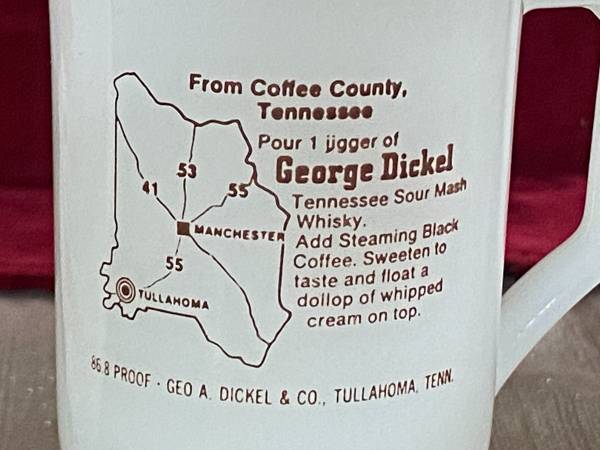 From Coffee County,
Tennessee
Pour 1 jigger of
George Dickel
Tennessee Sour Mash
Whisky.
Add Steaming Black
Coffee. Sweeten to
taste and float a
dollop of whipped
cream on top.
53
41
55
MANCHESTER
55
TULLAHOMA
86.8 PROOF · GEO A. DICKEL & CO., TULLAHOMA, TENN.